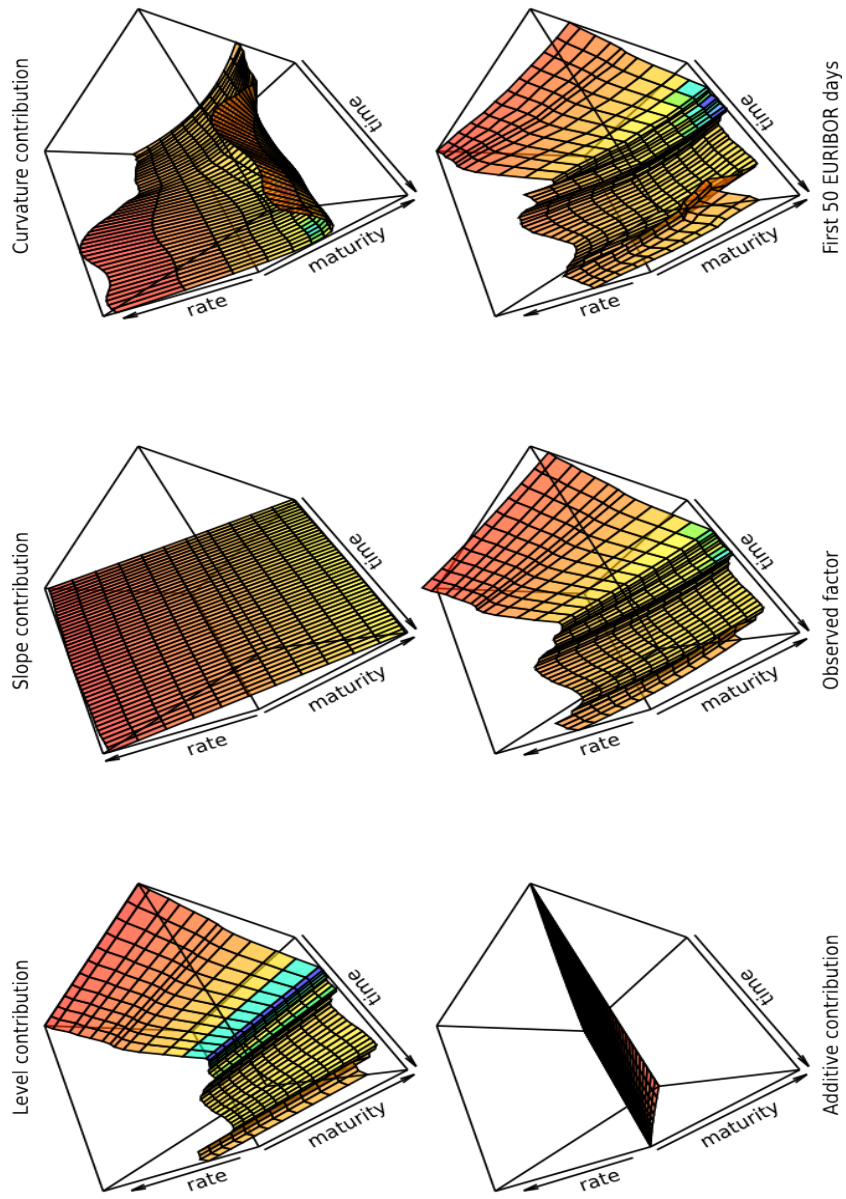 Level contribution
rate
maturity
time
Slope contribution
rate
maturity
time
Curvature contribution
rate
maturity
time
Additive contribution
rate
maturity
time
Observed factor
rate
maturity
time
First 50 EURIBOR days
rate
maturity
time